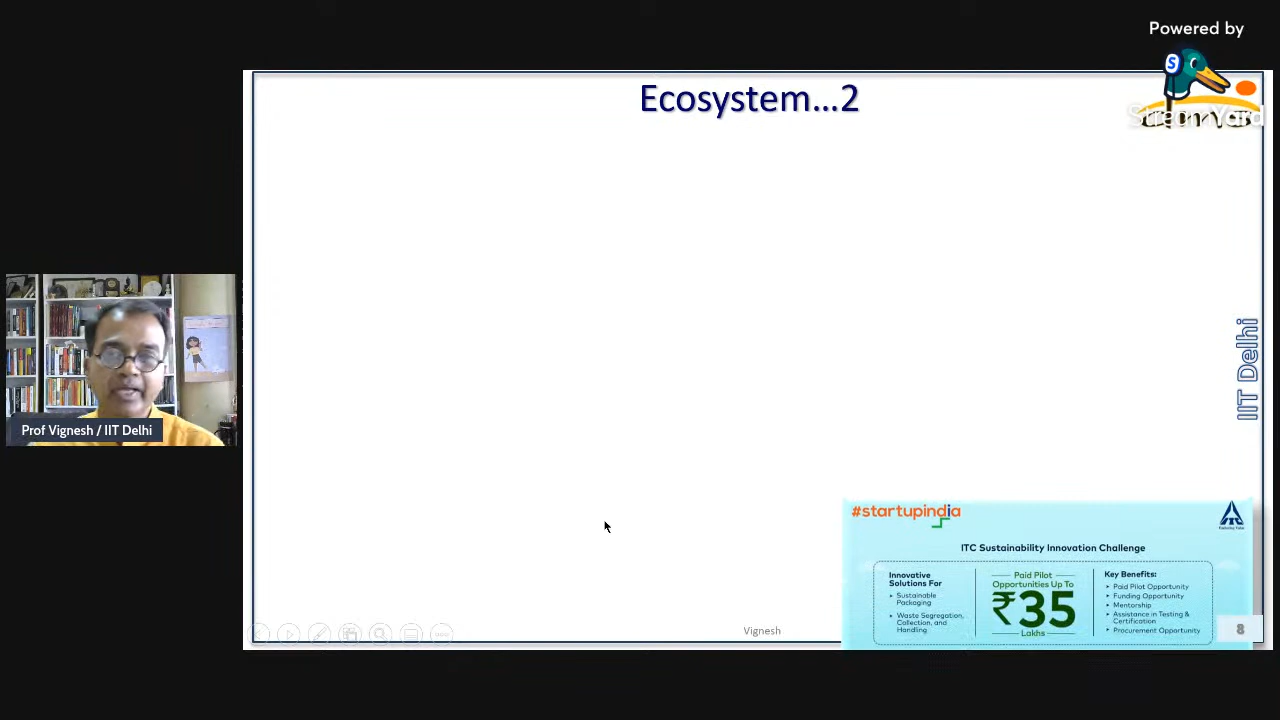 Powered by
S
StreamYard
Ecosystem...2
IIT Delhi
Prof Vignesh / IIT Delhi
#startupindia
ITC Sustainability Innovation Challenge
Innovative
Solutions For
Sustainable
Packaging
Waste Segregation,
Collection, and
Handling
Paid Pilot
Opportunities Up To
₹35
Lakhs
Key Benefits:
Paid Pilot Opportunity
Funding Opportunity
Mentorship
Assistance in Testing &
Certification
Procurement Opportunity
Vignesh
8